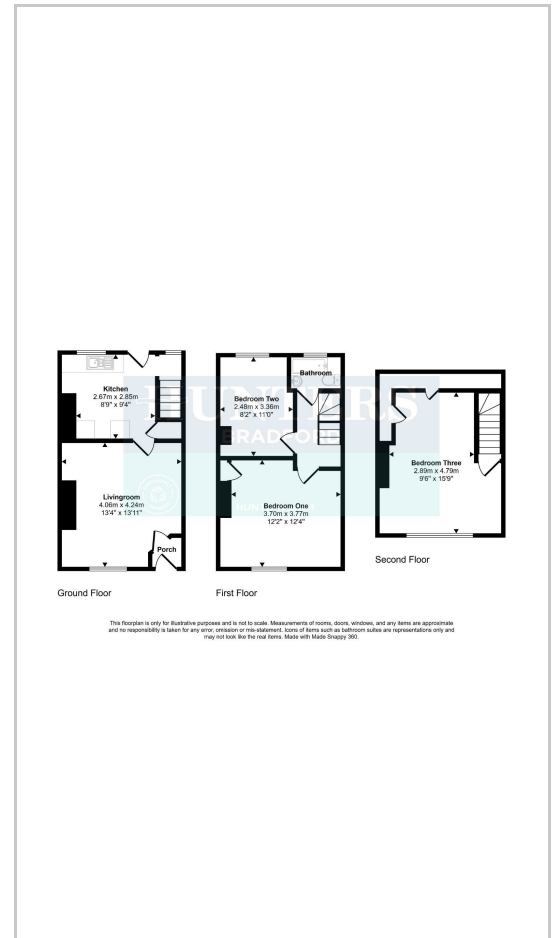 Kitchen
2.67m x 2.85m
8'9" x 9'4"
Livingroom
4.06m x 4.24m
13'4" x 13'11"
Porch
Ground Floor
Bathroom
Bedroom Two
2.48m x 3.36m
8'2" x 11'0"
Bedroom One
3.70m x 3.77m
12'2" x 12'4"
First Floor
Bedroom Three
2.89m x 4.79m
9'6" x 15'9"
Second Floor
HUNTERS
BRADFORD
This floorplan is only for illustrative purposes and is not to scale. Measurements of rooms, doors, windows, and any items are approximate
and no responsibility is taken for any error, omission or mis-statement. Icons of items such as bathroom suites are representations only and
may not look like the real items. Made with Made Snappy 360.